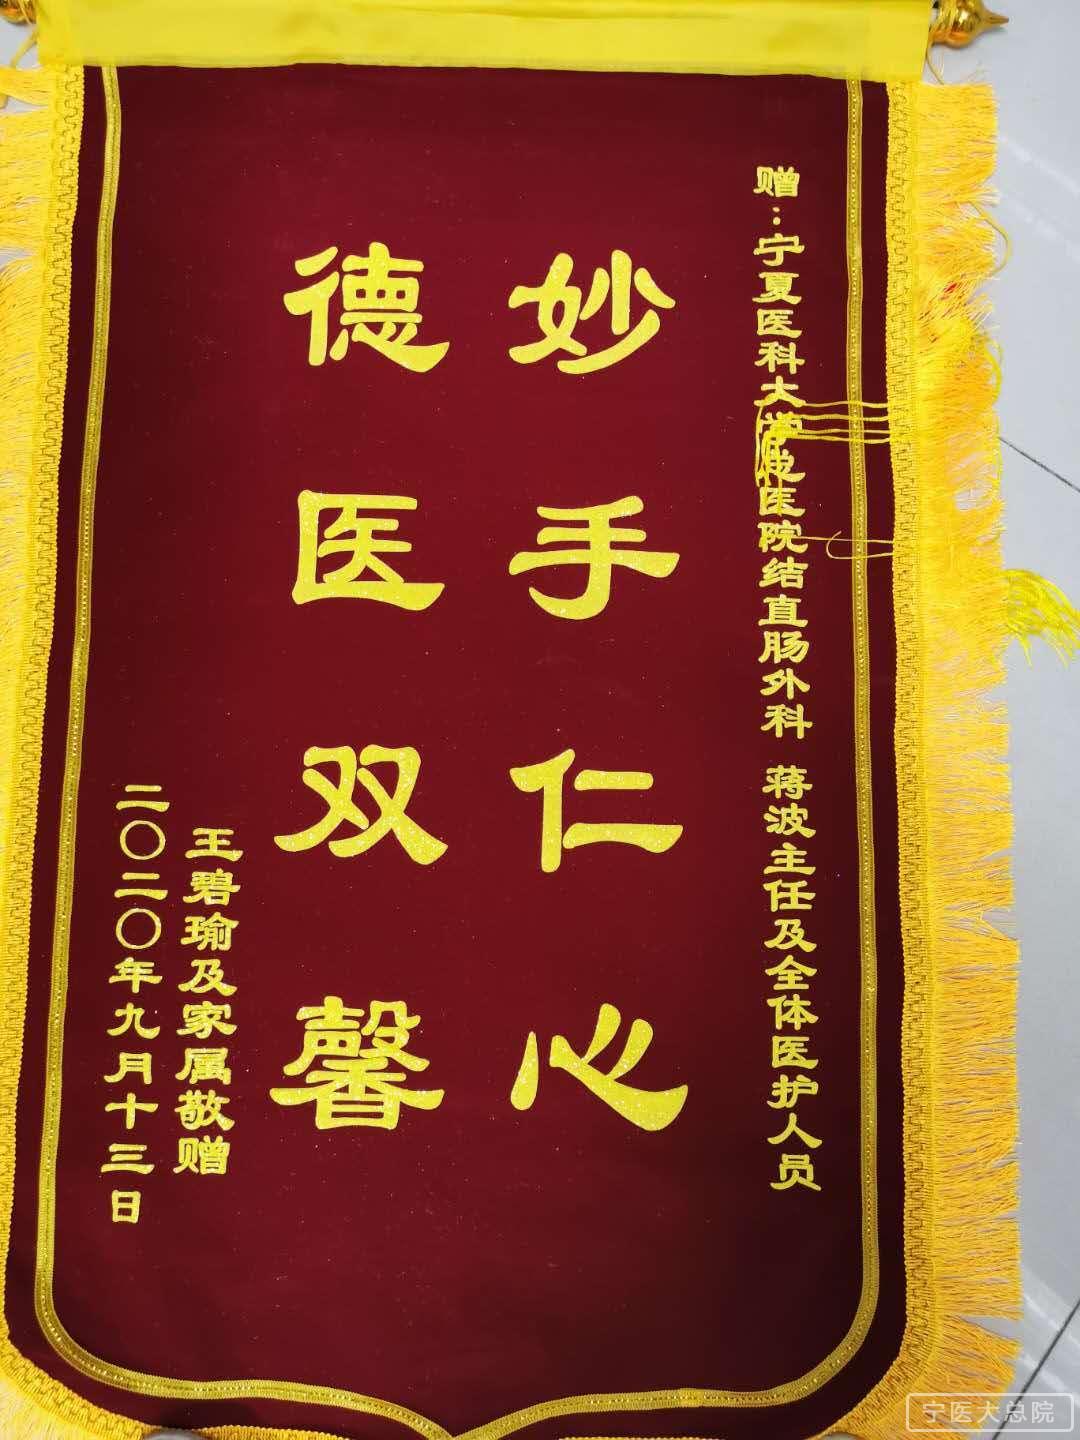 赠：宁夏医科大学总医院结直肠外科 蒋波主任及全体医护人员
妙手仁心
德医双馨
王碧瑜及家属敬赠
二〇二〇年九月十三日
宁医大总院